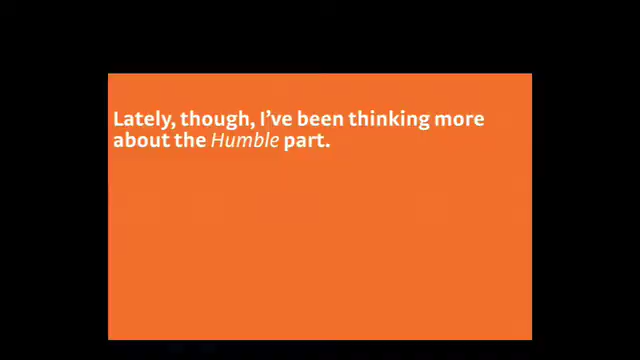 Lately, though, I’ve been thinking more
about the Humble part.